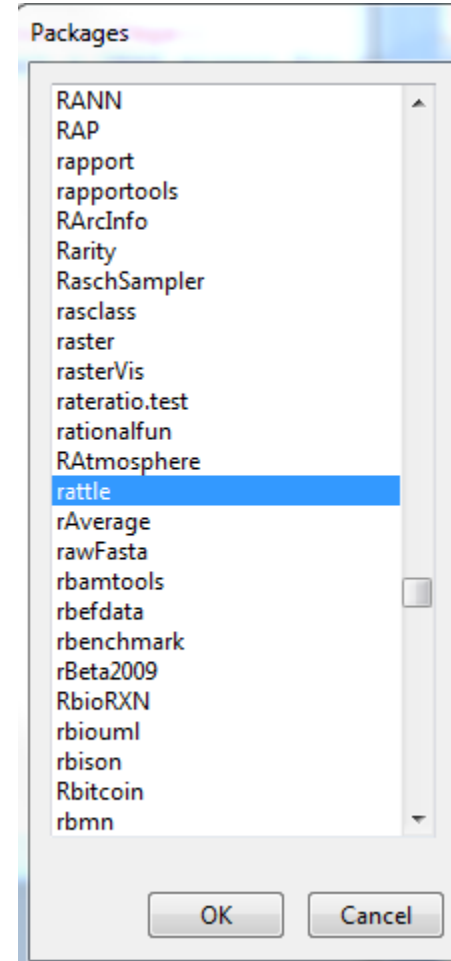 Packages
RANN
RAP
rapport
rapportools
RArcInfo
Rarity
RaschSampler
rasclass
raster
rasterVis
rateratio.test
rationalfun
RAtmosphere
rattle
rAverage
rawFasta
rbamtools
rbefdata
rbenchmark
rBeta2009
RbioRXN
rbiouml
rbison
Rbitcoin
rbmn
OK Cancel